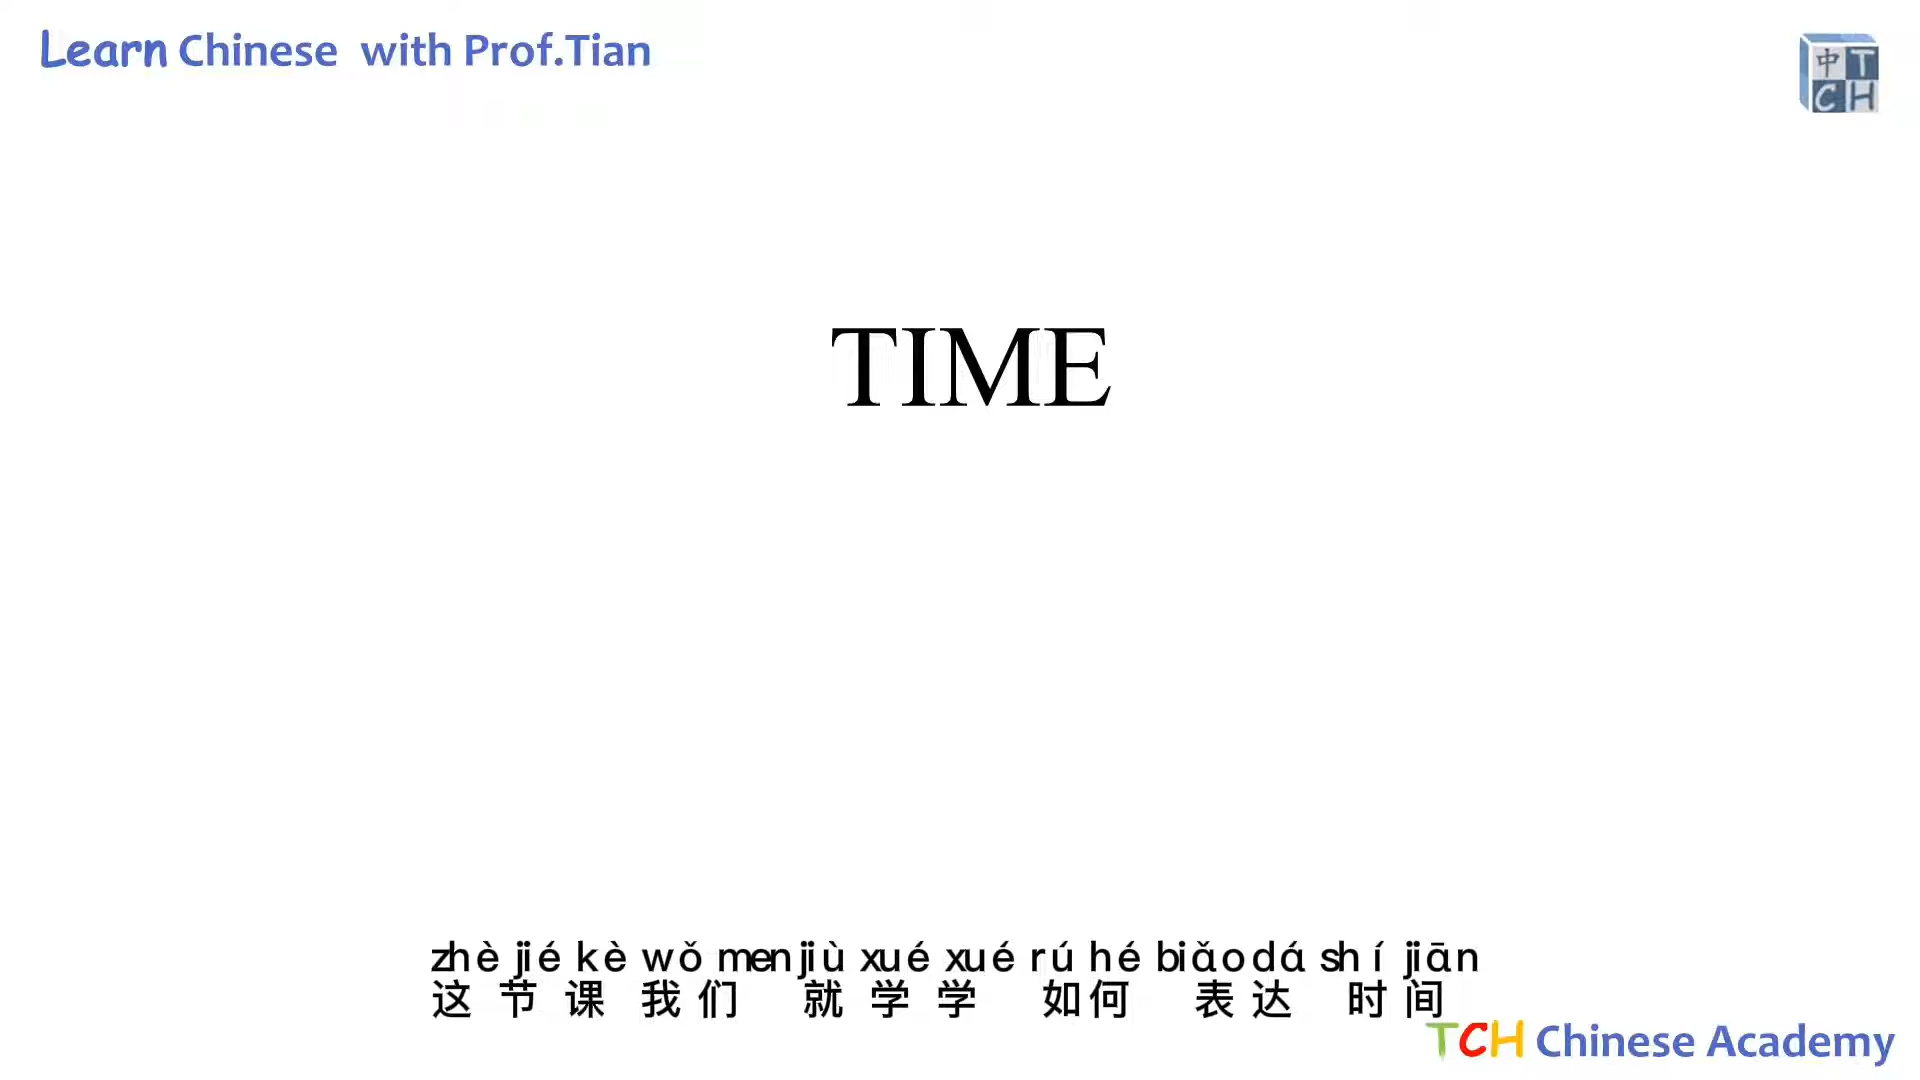 Learn Chinese with Prof.Tian
中T
CH
TIME
zhè jié kè wǒ men jiù xué xué rú hé biǎo dá shí jiān
这节课我们 就学学 如何 表达 时间
TCH Chinese Academy